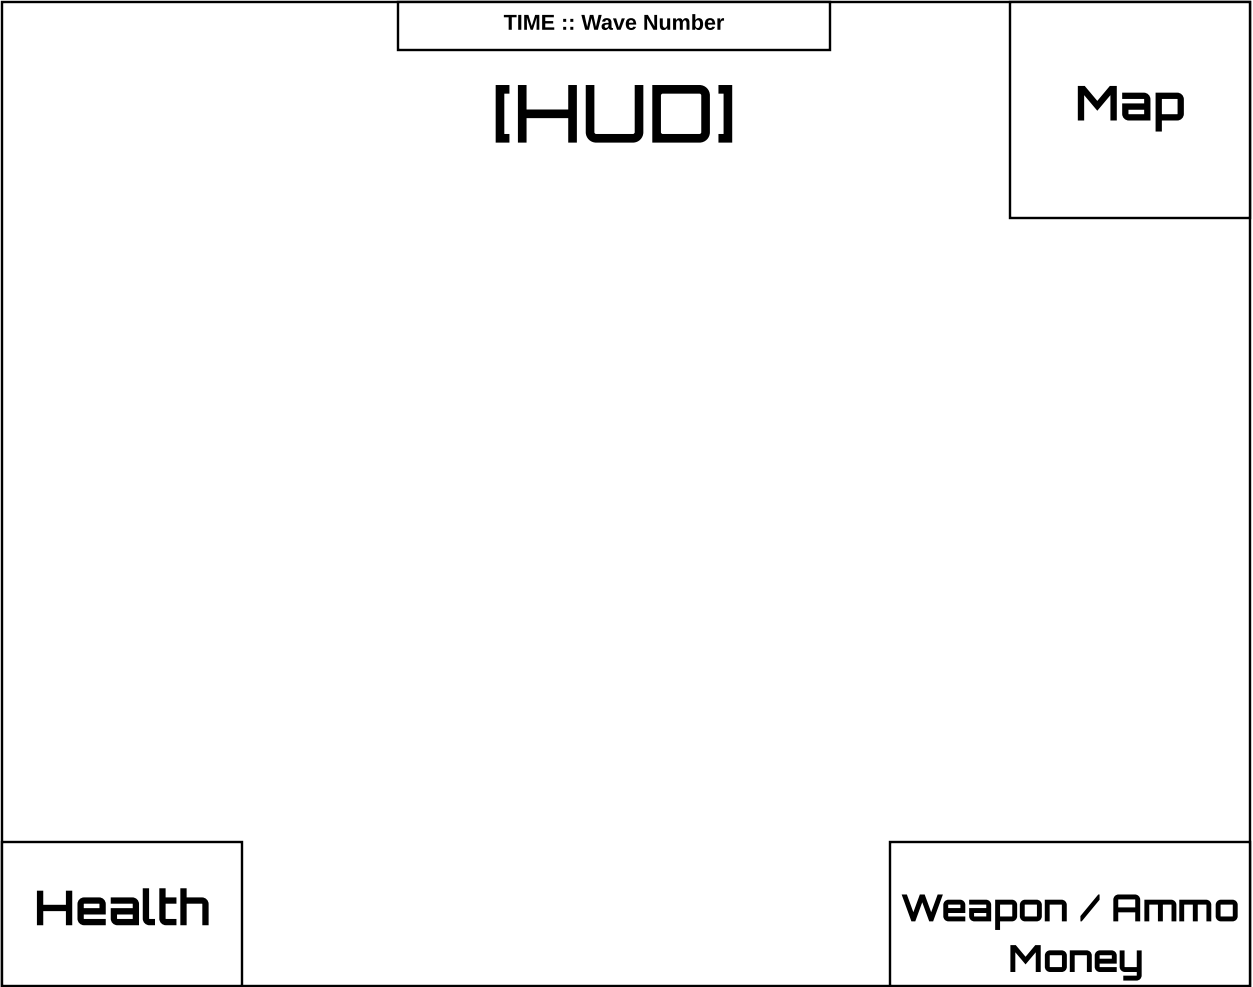 TIME :: Wave Number
[HUD]
Map
Health
Weapon / Ammo
Money